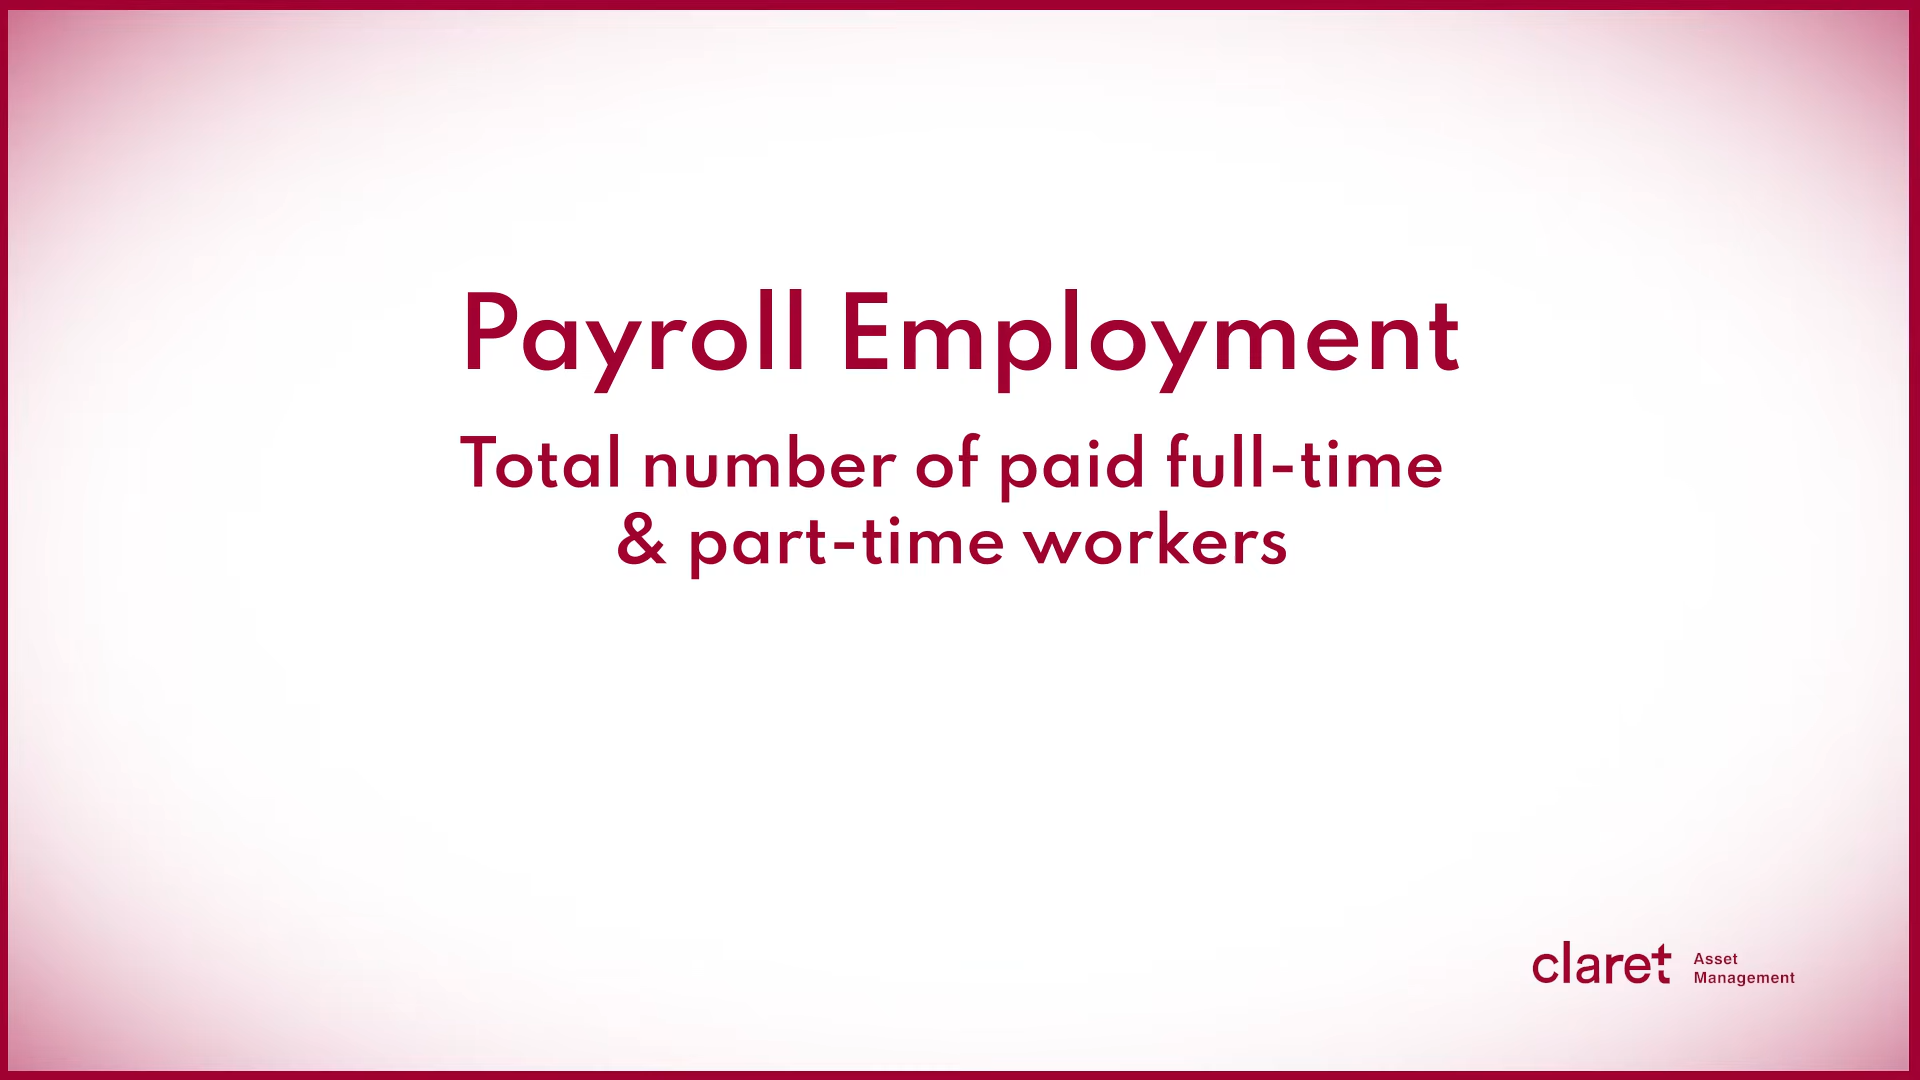 Payroll Employment
Total number of paid full-time
& part-time workers
claret
Asset
Management